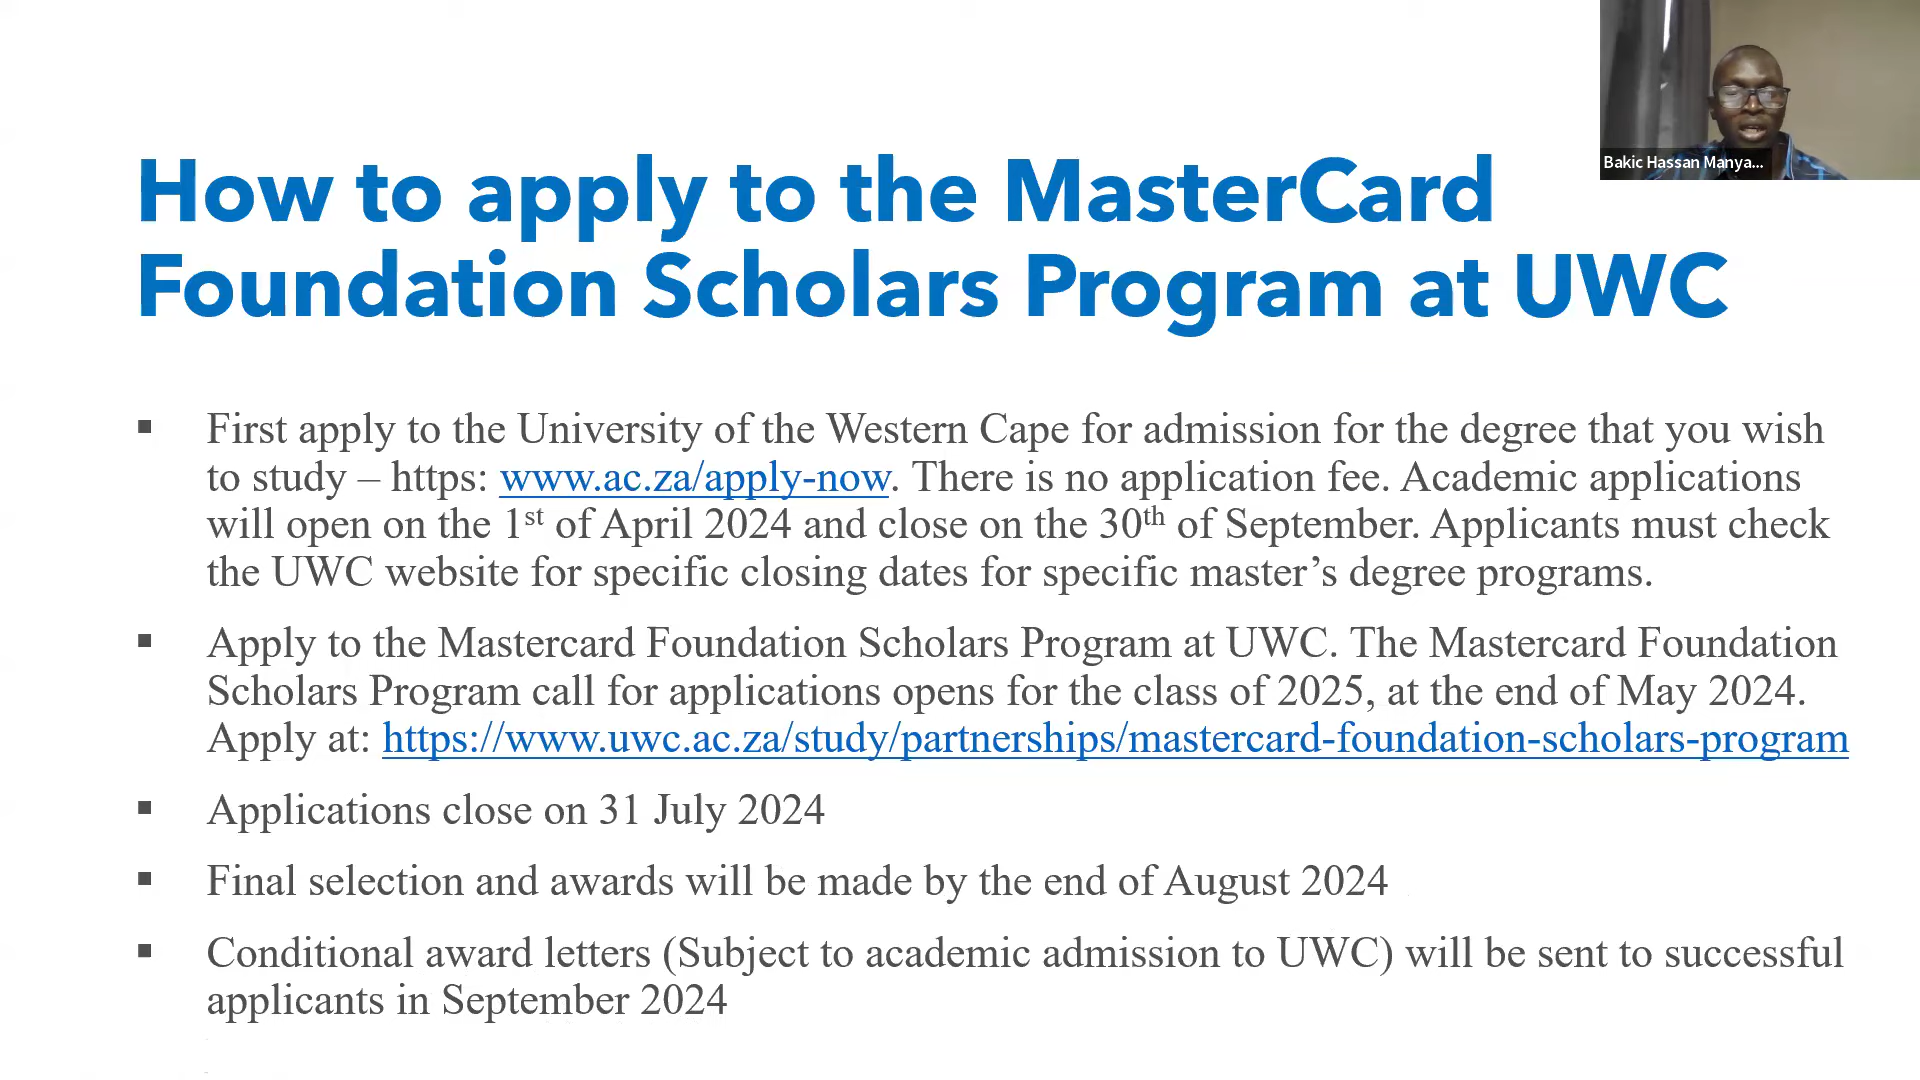 Bakic Hassan Manya...
How to apply to the MasterCard
Foundation Scholars Program at UWC
▪ First apply to the University of the Western Cape for admission for the degree that you wish
to study – https: www.ac.za/apply-now. There is no application fee. Academic applications
will open on the 1st of April 2024 and close on the 30th of September. Applicants must check
the UWC website for specific closing dates for specific master’s degree programs.
▪ Apply to the Mastercard Foundation Scholars Program at UWC. The Mastercard Foundation
Scholars Program call for applications opens for the class of 2025, at the end of May 2024.
Apply at: https://www.uwc.ac.za/study/partnerships/mastercard-foundation-scholars-program
▪ Applications close on 31 July 2024
▪ Final selection and awards will be made by the end of August 2024
▪ Conditional award letters (Subject to academic admission to UWC) will be sent to successful
applicants in September 2024